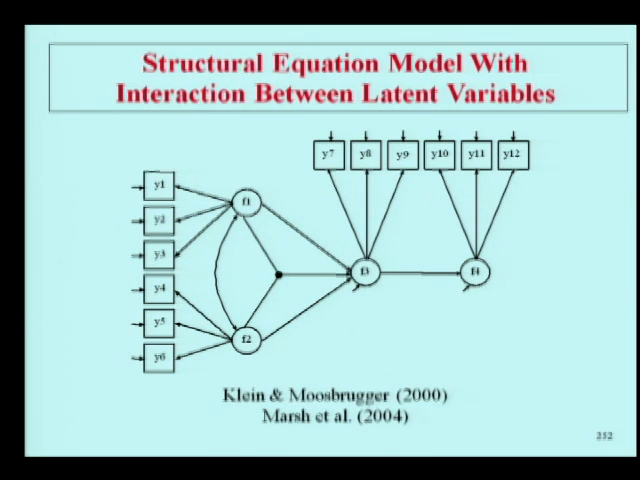 Structural Equation Model With
Interaction Between Latent Variables
y7 y8 y9 y10 y11 y12
y1
f1
y2
y3
f3
f4
y4
y5
f2
y6
Klein & Moosbrugger (2000)
Marsh et al. (2004)
252